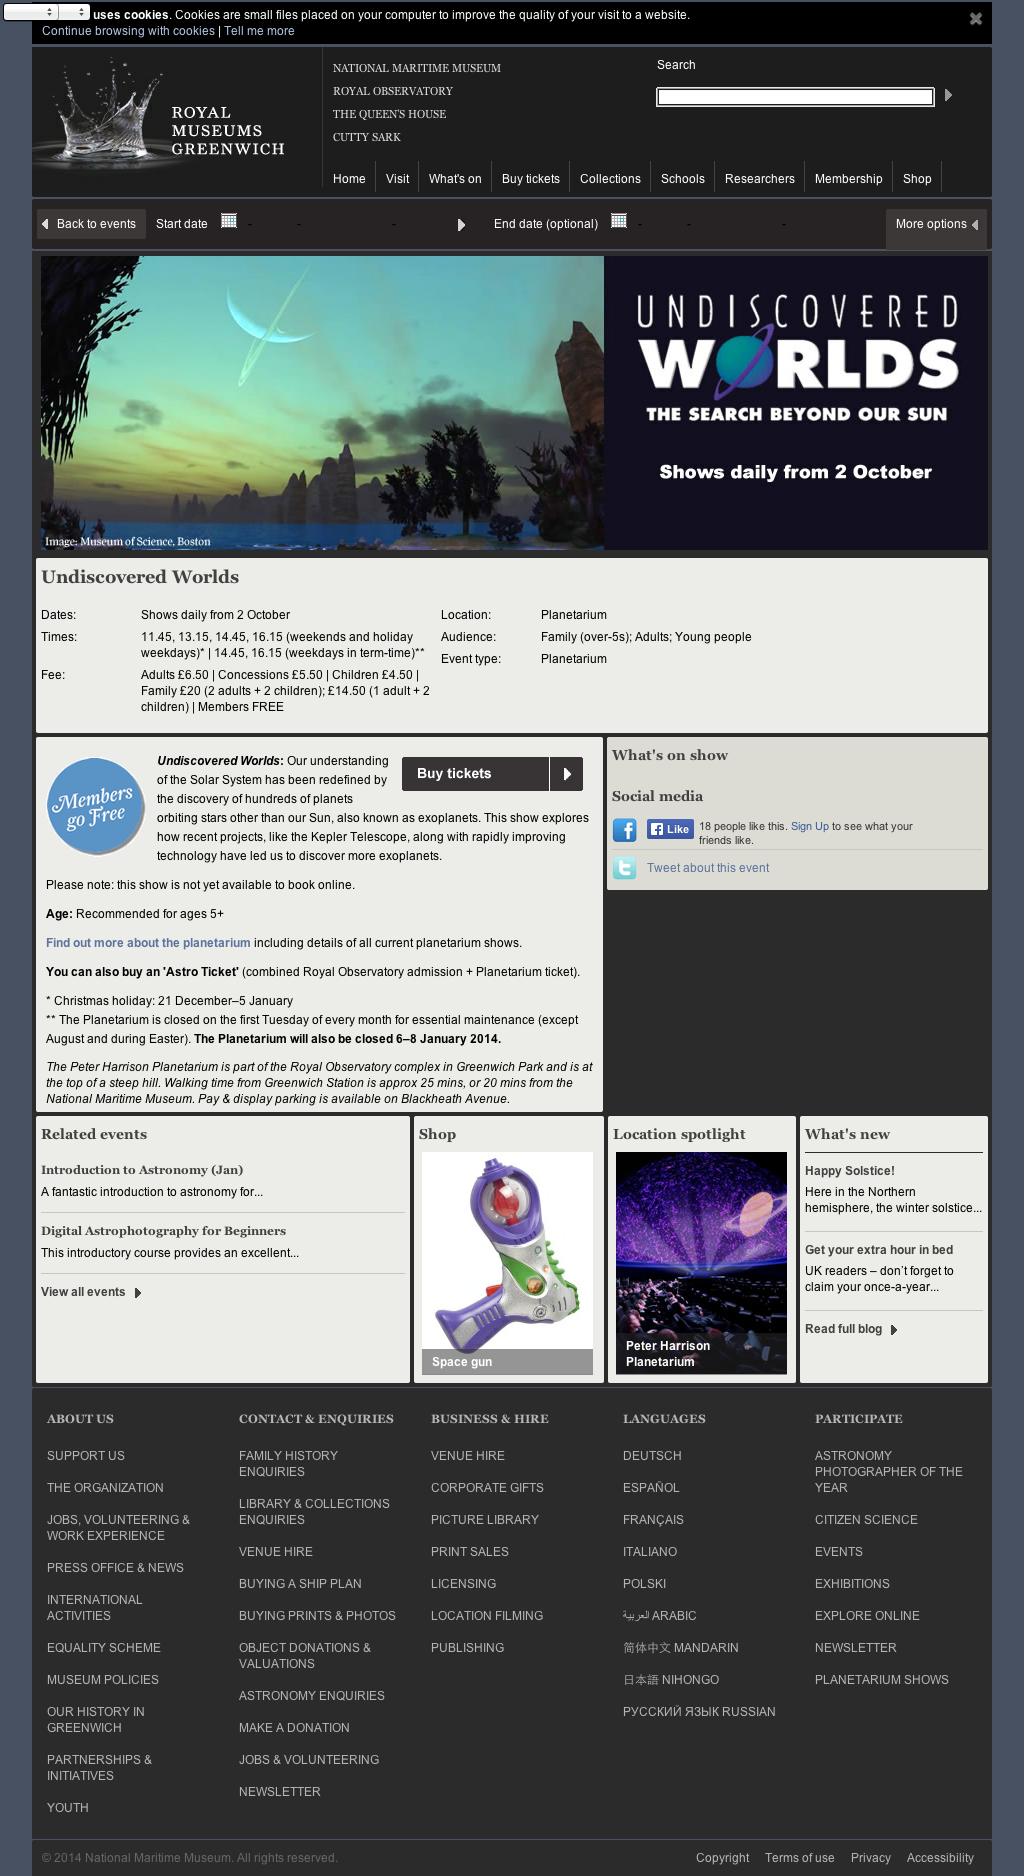 uses cookies. Cookies are small files placed on your computer to improve the quality of your visit to a website.
Continue browsing with cookies | Tell me more
ROYAL
MUSEUMS
GREENWICH
NATIONAL MARITIME MUSEUM
ROYAL OBSERVATORY
THE QUEEN'S HOUSE
CUTTY SARK
Search
Home
Visit
What's on
Buy tickets
Collections
Schools
Researchers
Membership
Shop
Back to events
Start date
- - -
End date (optional)
- - -
More options
UNDISCOVERED
WORLDS
THE SEARCH BEYOND OUR SUN
Shows daily from 2 October
Image: Museum of Science, Boston
Undiscovered Worlds
Dates: Shows daily from 2 October
Times: 11.45, 13.15, 14.45, 16.15 (weekends and holiday
weekdays)* | 14.45, 16.15 (weekdays in term-time)**
Fee: Adults £6.50 | Concessions £5.50 | Children £4.50 |
Family £20 (2 adults + 2 children); £14.50 (1 adult + 2
children) | Members FREE
Location: Planetarium
Audience: Family (over-5s); Adults; Young people
Event type: Planetarium
Members
go Free
Undiscovered Worlds: Our understanding
of the Solar System has been redefined by
the discovery of hundreds of planets
orbiting stars other than our Sun, also known as exoplanets. This show explores
how recent projects, like the Kepler Telescope, along with rapidly improving
technology have led us to discover more exoplanets.
Buy tickets
Please note: this show is not yet available to book online.
Age: Recommended for ages 5+
Find out more about the planetarium including details of all current planetarium shows.
You can also buy an 'Astro Ticket' (combined Royal Observatory admission + Planetarium ticket).
* Christmas holiday: 21 December–5 January
** The Planetarium is closed on the first Tuesday of every month for essential maintenance (except
August and during Easter). The Planetarium will also be closed 6–8 January 2014.
The Peter Harrison Planetarium is part of the Royal Observatory complex in Greenwich Park and is at
the top of a steep hill. Walking time from Greenwich Station is approx 25 mins, or 20 mins from the
National Maritime Museum. Pay & display parking is available on Blackheath Avenue.
What's on show
Social media
Like
18 people like this. Sign Up to see what your
friends like.
Tweet about this event
Related events
Introduction to Astronomy (Jan)
A fantastic introduction to astronomy for...
Digital Astrophotography for Beginners
This introductory course provides an excellent...
View all events
Shop
Space gun
Location spotlight
Peter Harrison
Planetarium
What's new
Happy Solstice!
Here in the Northern
hemisphere, the winter solstice...
Get your extra hour in bed
UK readers – don't forget to
claim your once-a-year...
Read full blog
ABOUT US
SUPPORT US
THE ORGANIZATION
JOBS, VOLUNTEERING &
WORK EXPERIENCE
PRESS OFFICE & NEWS
INTERNATIONAL
ACTIVITIES
EQUALITY SCHEME
MUSEUM POLICIES
OUR HISTORY IN
GREENWICH
PARTNERSHIPS &
INITIATIVES
YOUTH
CONTACT & ENQUIRIES
FAMILY HISTORY
ENQUIRIES
LIBRARY & COLLECTIONS
ENQUIRIES
VENUE HIRE
BUYING A SHIP PLAN
BUYING PRINTS & PHOTOS
OBJECT DONATIONS &
VALUATIONS
ASTRONOMY ENQUIRIES
MAKE A DONATION
JOBS & VOLUNTEERING
NEWSLETTER
BUSINESS & HIRE
VENUE HIRE
CORPORATE GIFTS
PICTURE LIBRARY
PRINT SALES
LICENSING
LOCATION FILMING
PUBLISHING
LANGUAGES
DEUTSCH
ESPAÑOL
FRANÇAIS
ITALIANO
POLSKI
العربية ARABIC
简体中文 MANDARIN
日本語 NIHONGO
РУССКИЙ ЯЗЫК RUSSIAN
PARTICIPATE
ASTRONOMY
PHOTOGRAPHER OF THE
YEAR
CITIZEN SCIENCE
EVENTS
EXHIBITIONS
EXPLORE ONLINE
NEWSLETTER
PLANETARIUM SHOWS
© 2014 National Maritime Museum. All rights reserved.
Copyright
Terms of use
Privacy
Accessibility